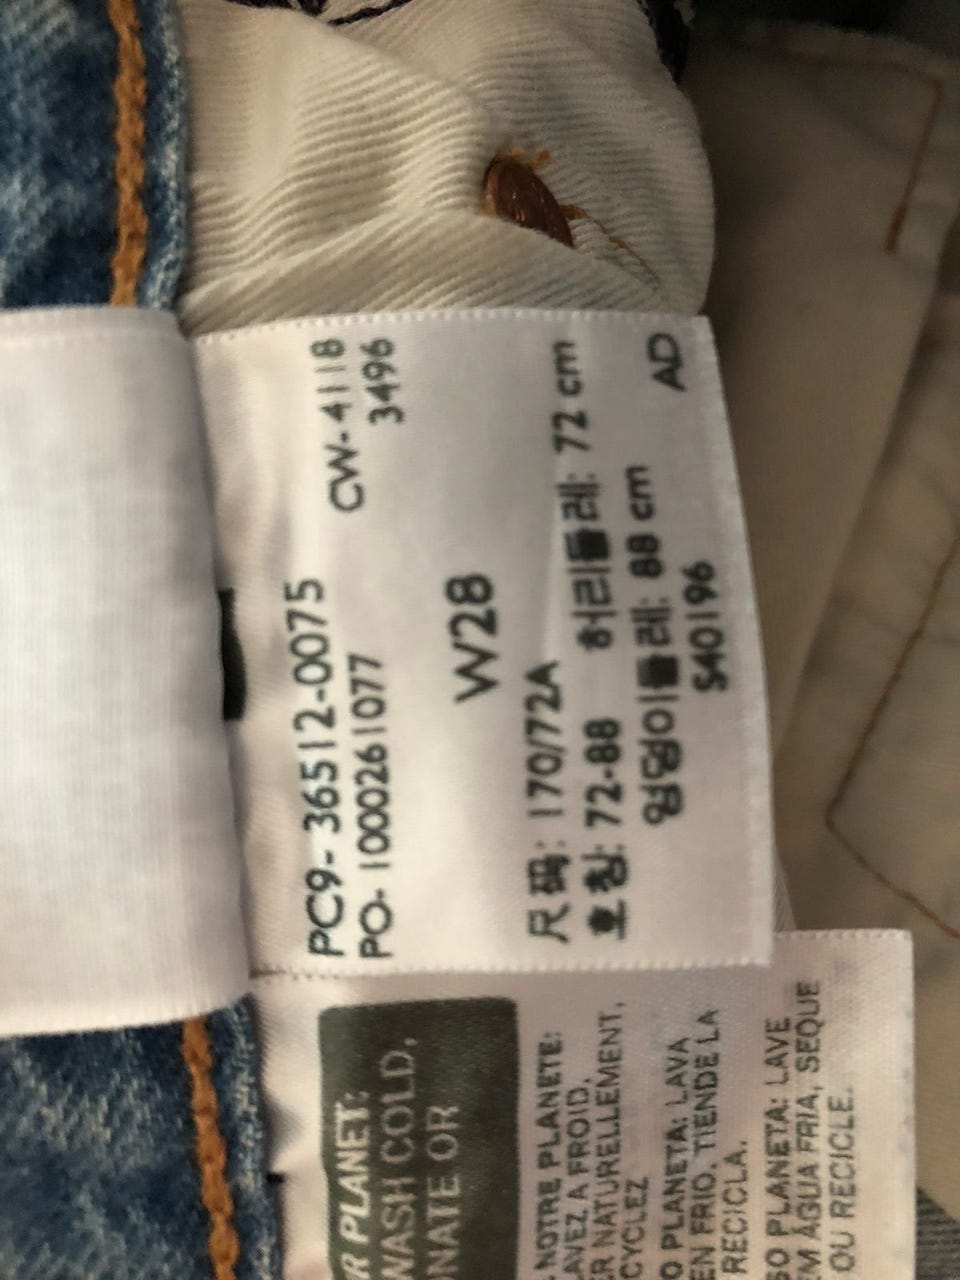 PC9- 36512-0075
PO- 1000261077
CW- 4118
3496
W28
尺码: 170/72A
호칭: 72-88 허리둘레: 72 cm
엉덩이둘레: 88 cm
S40196
AD
R PLANET:
WASH COLD,
ONATE OR
NOTRE PLANETE:
AVEZ A FROID,
ER NATURELLEMENT,
CYCLEZ
O PLANETA: LAVA
EN FRIO, TIENDE LA
RECICLA.
SO PLANETA: LAVE
M ÁGUA FRIA, SEQUE
OU RECICLE.